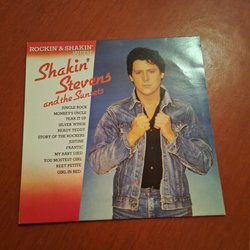 ROCKIN' & SHAKIN'
Shakin'
Stevens
and the Sunsets
JUNGLE ROCK
MONKEY'S UNCLE
TEAR IT UP
SILVER WINGS
READY TEDDY
STORY OF THE ROCKERS
JUSTINE
FRANTIC
MY BABY DIED
YOU MOSTEST GIRL
REET PETITE
GIRL IN RED